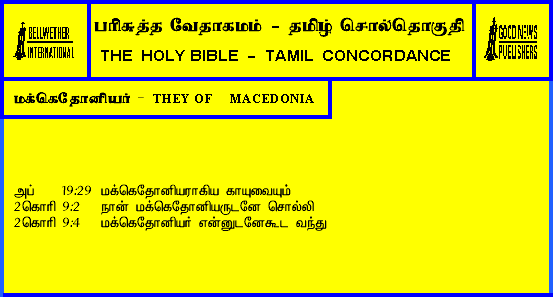 BELLWETHER
INTERNATIONAL
பரிசுத்த வேதாகமம் - தமிழ் சொல்தொகுதி
THE HOLY BIBLE - TAMIL CONCORDANCE
GOOD NEWS
PUBLISHERS
மக்கெதோனியர் - THEY OF MACEDONIA
அப் 19:29 மக்கெதோனியராகிய காயுவையும்
2கொரி 9:2 நான் மக்கெதோனியருடனே சொல்லி
2கொரி 9:4 மக்கெதோனியர் என்னுடனேகூட வந்து